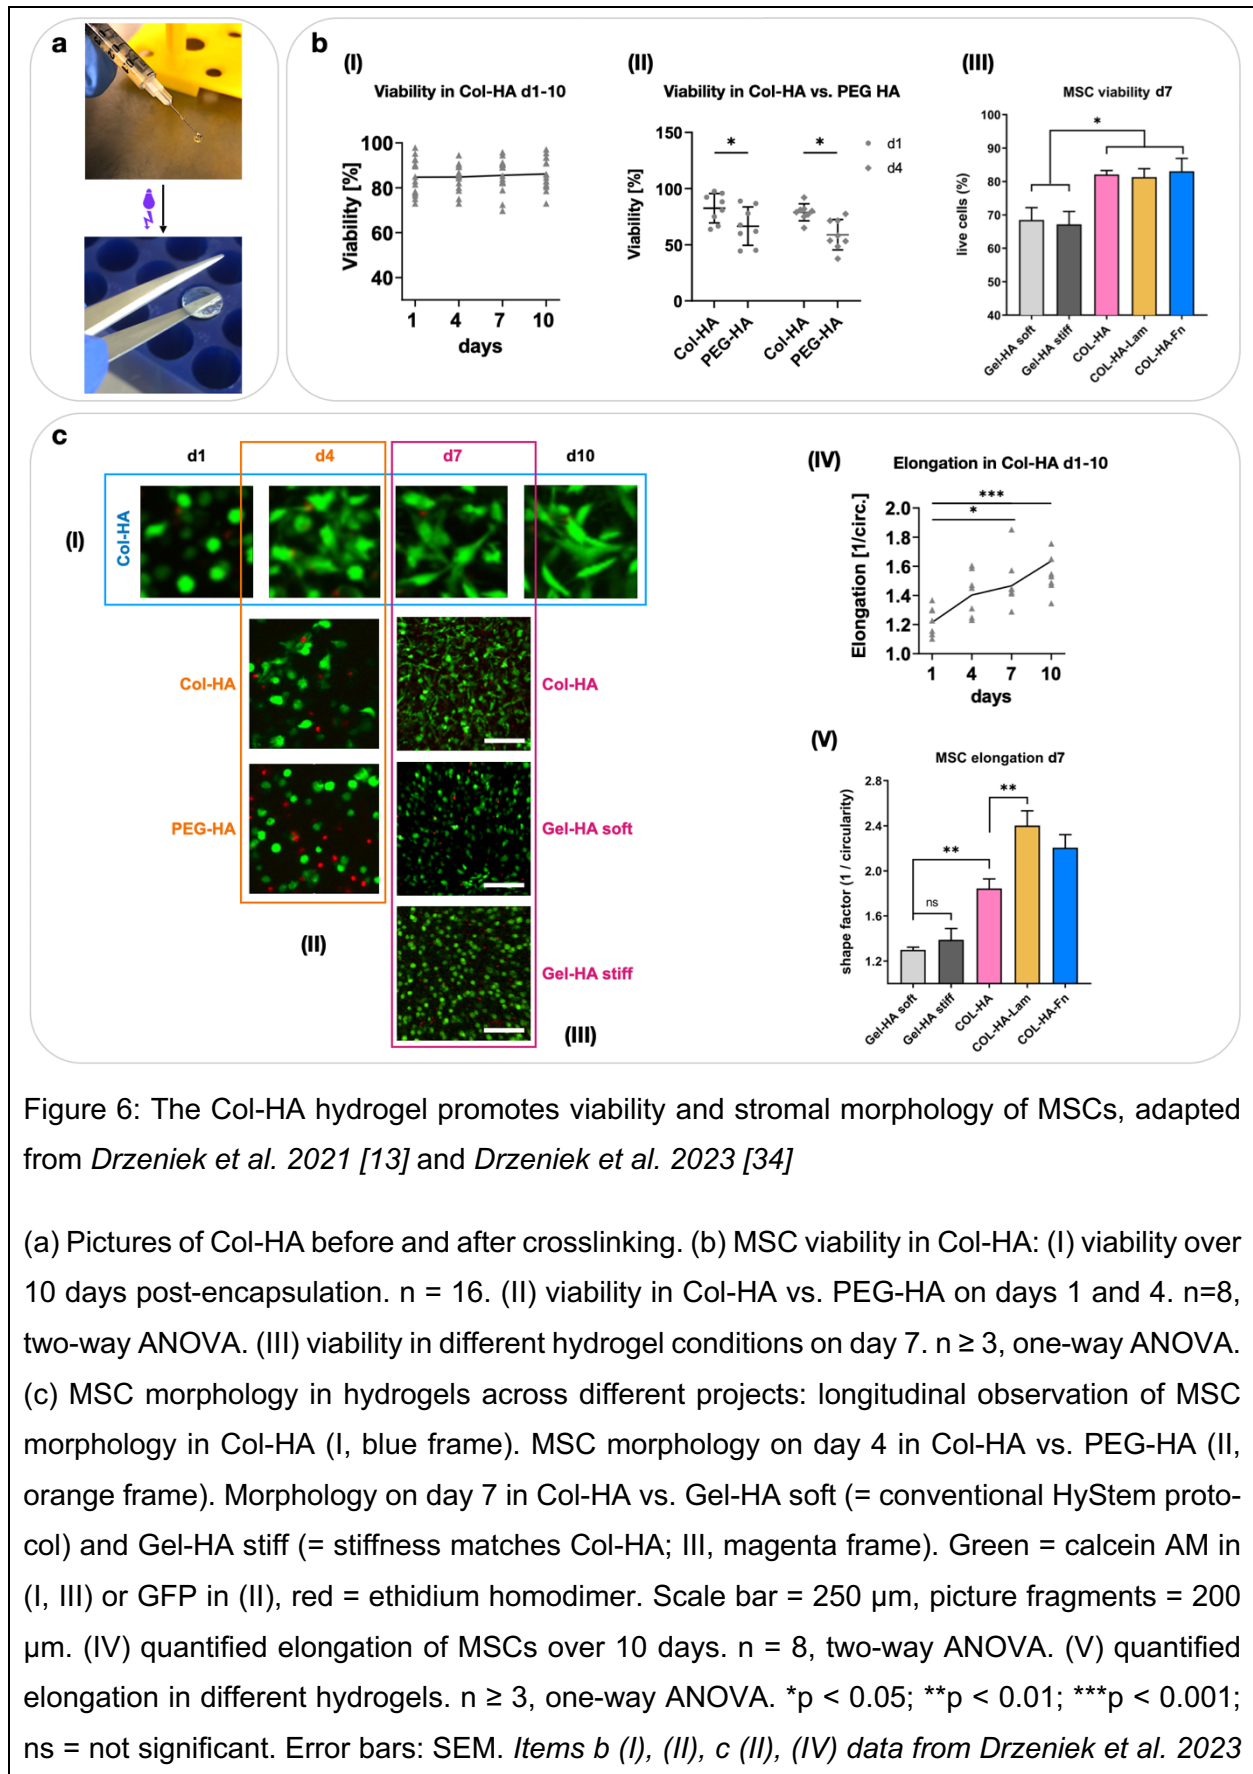 a
b
(I)
Viability in Col-HA d1-10
Viability [%]
100
80
60
40
1 4 7 10
days
(II)
Viability in Col-HA vs. PEG HA
Viability [%]
150
100
50
0
* *
d1
d4
Col-HA
PEG-HA
Col-HA
PEG-HA
(III)
MSC viability d7
live cells (%)
100
90
80
70
60
50
40
*
Gel-HA soft
Gel-HA stiff
COL-HA
COL-HA-Lam
COL-HA-Fn
c
d1 d4 d7 d10
(I)
Col-HA
Col-HA
PEG-HA
(II)
Col-HA
Gel-HA soft
Gel-HA stiff
(III)
(IV)
Elongation in Col-HA d1-10
Elongation [1/circ.]
***
*
2.0
1.8
1.6
1.4
1.2
1.0
1 4 7 10
days
(V)
MSC elongation d7
shape factor (1 / circularity)
2.8
2.4
2.0
1.6
1.2
**
**
ns
Gel-HA soft
Gel-HA stiff
COL-HA
COL-HA-Lam
COL-HA-Fn
Figure 6: The Col-HA hydrogel promotes viability and stromal morphology of MSCs, adapted
from Drzeniek et al. 2021 [13] and Drzeniek et al. 2023 [34]
(a) Pictures of Col-HA before and after crosslinking. (b) MSC viability in Col-HA: (I) viability over
10 days post-encapsulation. n = 16. (II) viability in Col-HA vs. PEG-HA on days 1 and 4. n=8,
two-way ANOVA. (III) viability in different hydrogel conditions on day 7. n ≥ 3, one-way ANOVA.
(c) MSC morphology in hydrogels across different projects: longitudinal observation of MSC
morphology in Col-HA (I, blue frame). MSC morphology on day 4 in Col-HA vs. PEG-HA (II,
orange frame). Morphology on day 7 in Col-HA vs. Gel-HA soft (= conventional HyStem proto-
col) and Gel-HA stiff (= stiffness matches Col-HA; III, magenta frame). Green = calcein AM in
(I, III) or GFP in (II), red = ethidium homodimer. Scale bar = 250 µm, picture fragments = 200
µm. (IV) quantified elongation of MSCs over 10 days. n = 8, two-way ANOVA. (V) quantified
elongation in different hydrogels. n ≥ 3, one-way ANOVA. *p < 0.05; **p < 0.01; ***p < 0.001;
ns = not significant. Error bars: SEM. Items b (I), (II), c (II), (IV) data from Drzeniek et al. 2023